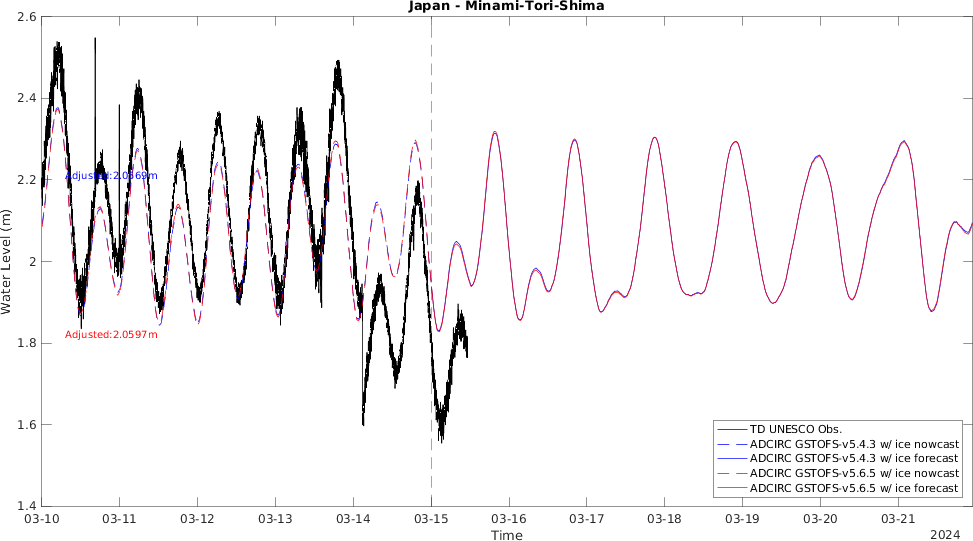 Japan - Minami-Tori-Shima
2.6
2.4
2.2
2
1.8
1.6
1.4
Water Level (m)
Adjusted:2.0569m
Adjusted:2.0597m
TD UNESCO Obs.
ADCIRC GSTOFS-v5.4.3 w/ ice nowcast
ADCIRC GSTOFS-v5.4.3 w/ ice forecast
ADCIRC GSTOFS-v5.6.5 w/ ice nowcast
ADCIRC GSTOFS-v5.6.5 w/ ice forecast
03-10 03-11 03-12 03-13 03-14 03-15 03-16 03-17 03-18 03-19 03-20 03-21
Time
2024